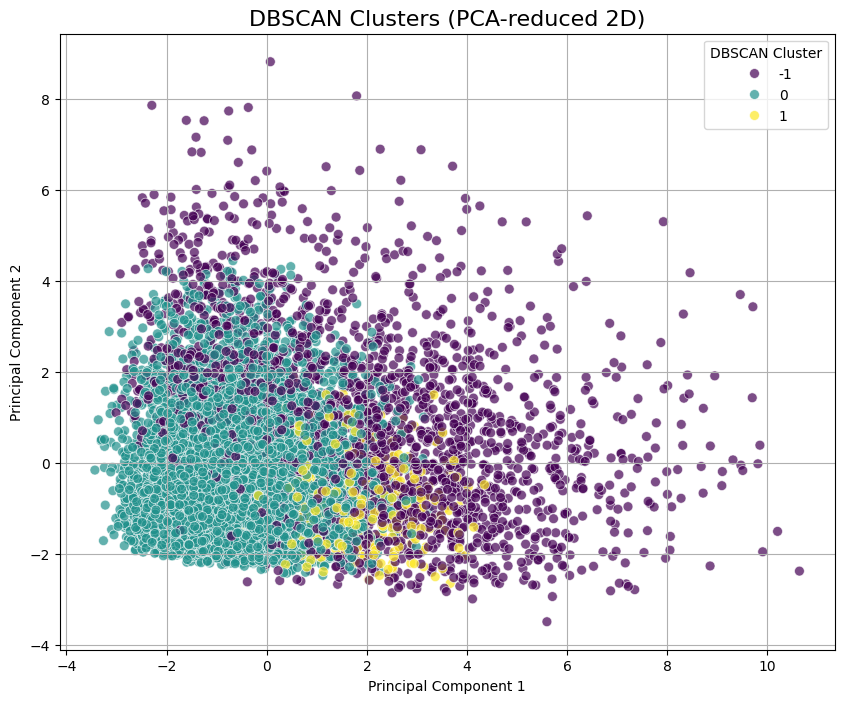 DBSCAN Clusters (PCA-reduced 2D)
DBSCAN Cluster
-1
0
1
8
6
4
2
0
−2
−4
Principal Component 2
−4 −2 0 2 4 6 8 10
Principal Component 1